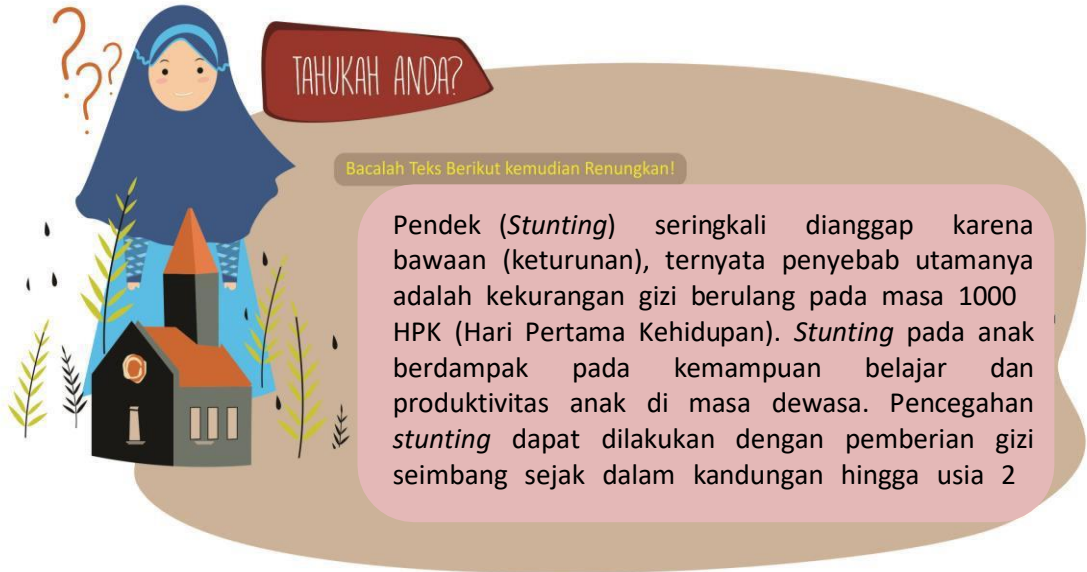 ???
TAHUKAH ANDA?
Bacalah Teks Berikut kemudian Renungkan!
Pendek (Stunting) seringkali dianggap karena
bawaan (keturunan), ternyata penyebab utamanya
adalah kekurangan gizi berulang pada masa 1000
HPK (Hari Pertama Kehidupan). Stunting pada anak
berdampak pada kemampuan belajar dan
produktivitas anak di masa dewasa. Pencegahan
stunting dapat dilakukan dengan pemberian gizi
seimbang sejak dalam kandungan hingga usia 2